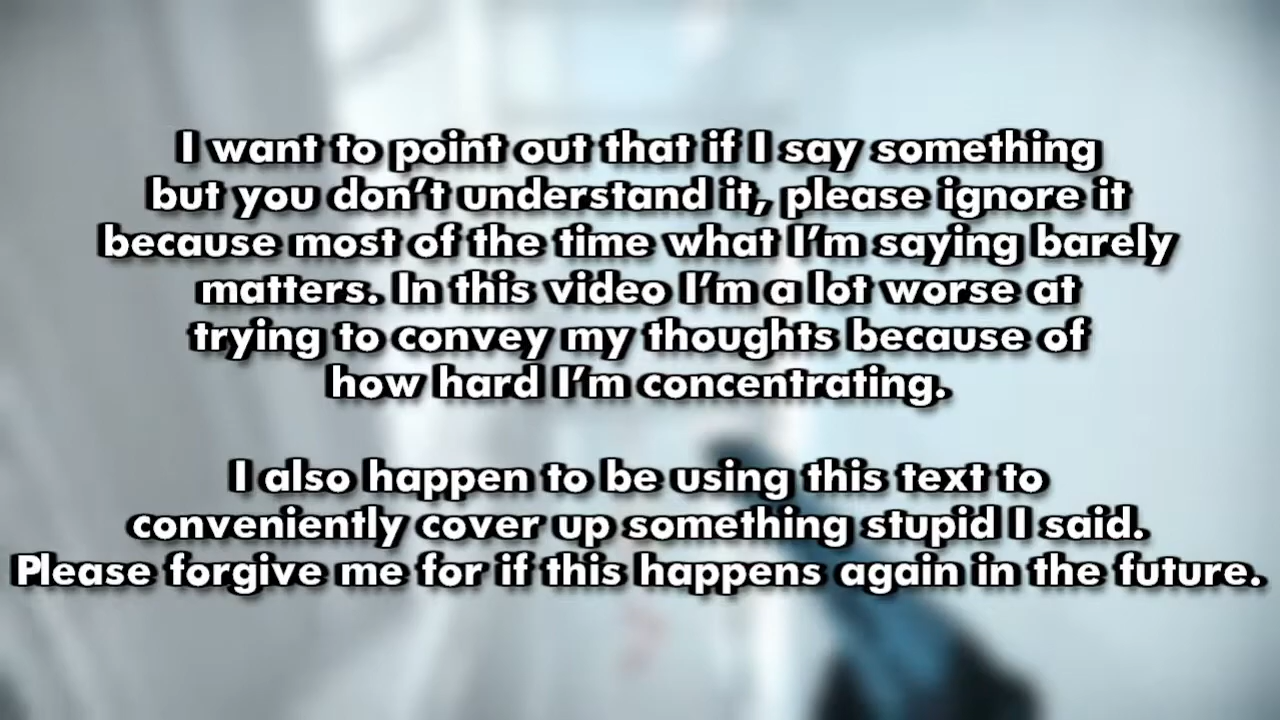 I want to point out that if I say something
but you don't understand it, please ignore it
because most of the time what I'm saying barely
matters. In this video I'm a lot worse at
trying to convey my thoughts because of
how hard I'm concentrating.
I also happen to be using this text to
conveniently cover up something stupid I said.
Please forgive me for if this happens again in the future.